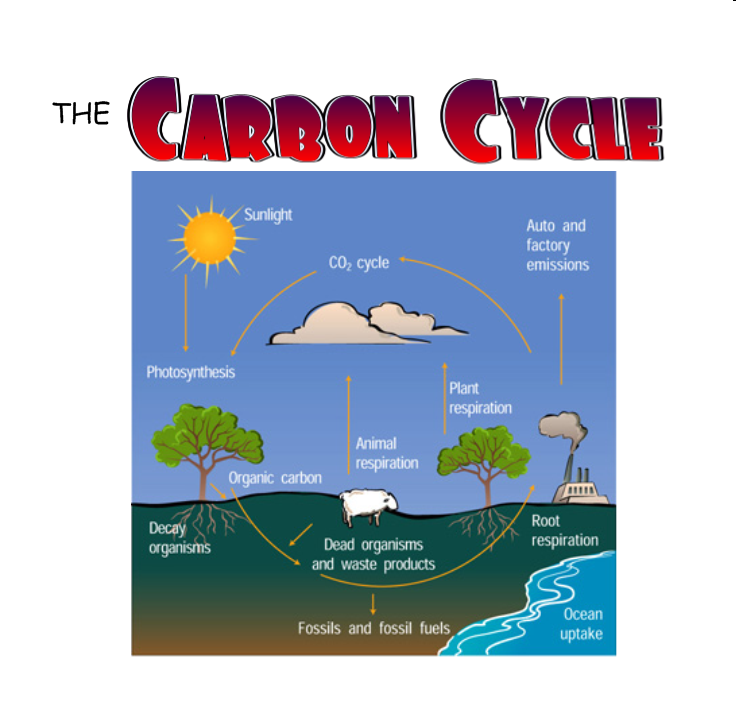 THE CARBON CYCLE
Sunlight
Auto and
factory
emissions
CO₂ cycle
Photosynthesis
Plant
respiration
Animal
respiration
Organic carbon
Decay
organisms
Dead organisms
and waste products
Root
respiration
Fossils and fossil fuels
Ocean
uptake